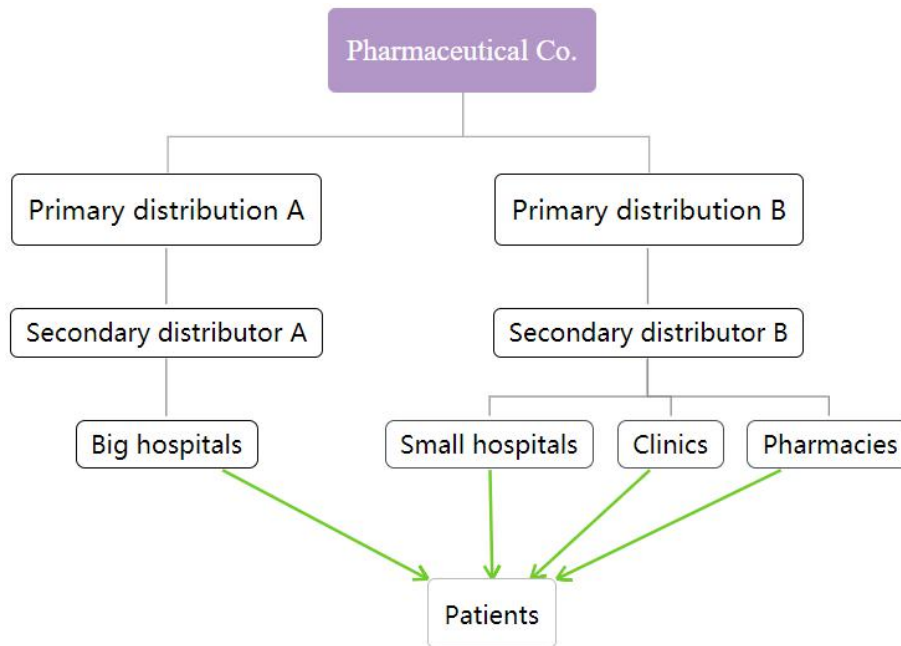 Pharmaceutical Co.
Primary distribution A
Primary distribution B
Secondary distributor A
Secondary distributor B
Big hospitals
Small hospitals
Clinics
Pharmacies
Patients